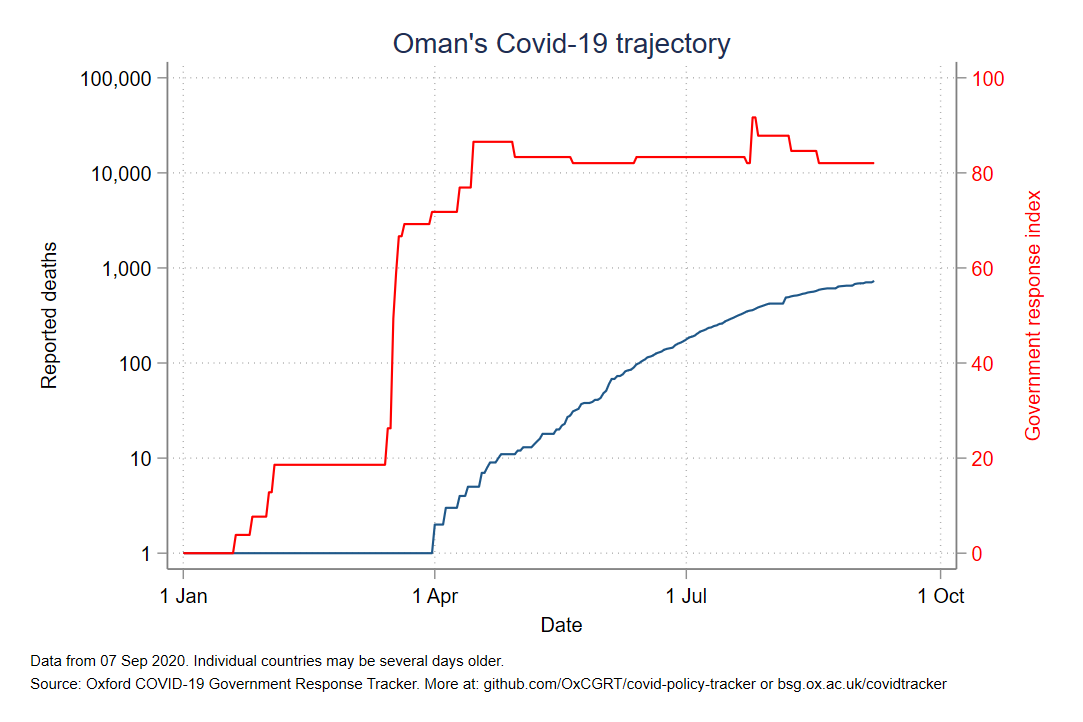 Oman's Covid-19 trajectory
100,000
10,000
1,000
100
10
1
Reported deaths
100
80
60
40
20
0
Government response index
1 Jan
1 Apr
1 Jul
1 Oct
Date
Data from 07 Sep 2020. Individual countries may be several days older.
Source: Oxford COVID-19 Government Response Tracker. More at: github.com/OxCGRT/covid-policy-tracker or bsg.ox.ac.uk/covidtracker